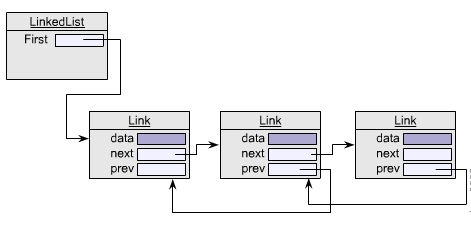 LinkedList
First
Link
data
next
prev
Link
data
next
prev
Link
data
next
prev